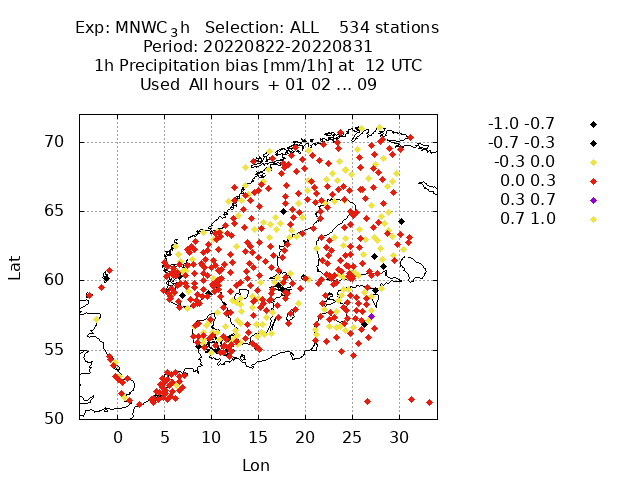 Exp: MNWC_3h Selection: ALL 534 stations
Period: 20220822-20220831
1h Precipitation bias [mm/1h] at 12 UTC
Used All hours + 01 02 ... 09
-1.0 -0.7
-0.7 -0.3
-0.3 0.0
0.0 0.3
0.3 0.7
0.7 1.0
70
65
60
55
50
Lat
0 5 10 15 20 25 30
Lon